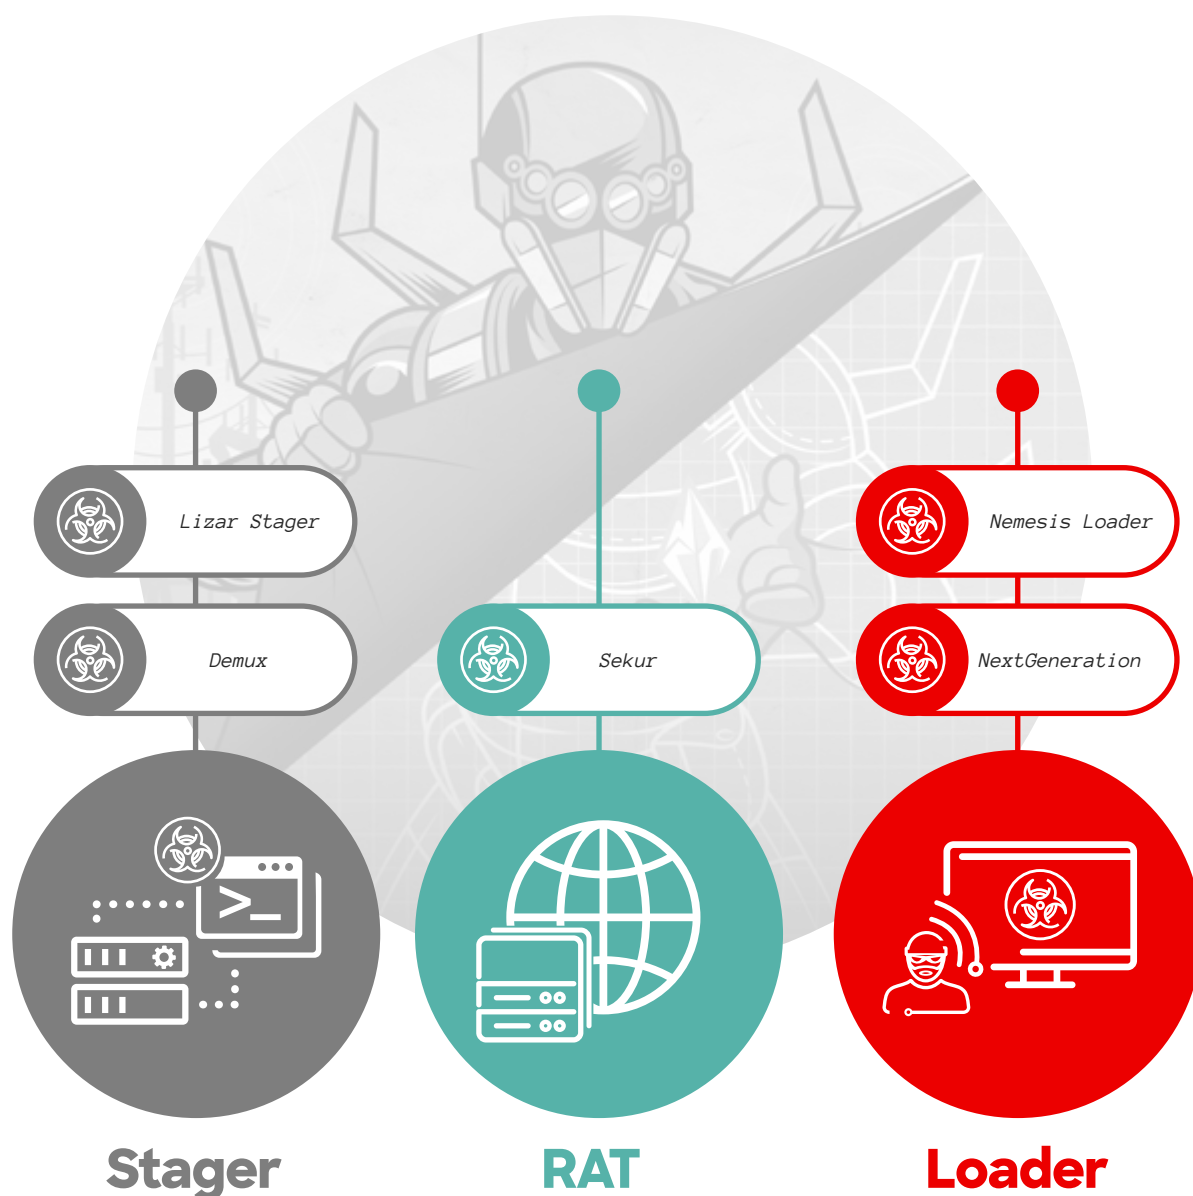 Lizar Stager
Nemesis Loader
Demux
Sekur
NextGeneration
>_
Stager
RAT
Loader